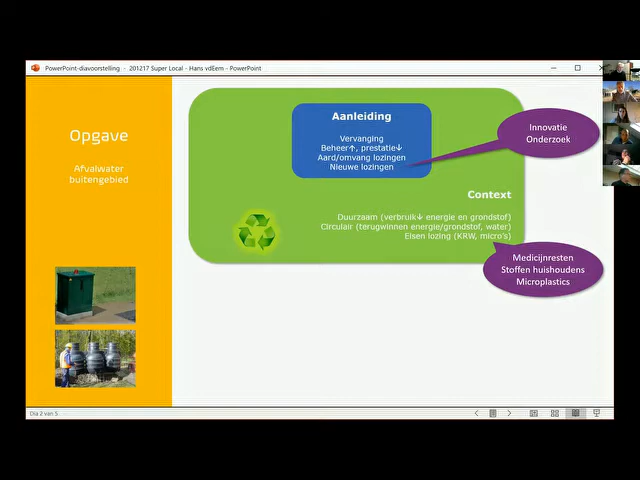 PowerPoint-diavoorstelling - 201217 Super Local - Hans vdEem - PowerPoint
Opgave
Afvalwater
buitengebied
Aanleiding
Vervanging
Beheer↑, prestatie↓
Aard/omvang lozingen
Nieuwe lozingen
Innovatie
Onderzoek
Context
Duurzaam (verbruik↓ energie en grondstof)
Circulair (terugwinnen energie/grondstof, water)
Eisen lozing (KRW, micro's)
Medicijnresten
Stoffen huishoudens
Microplastics
Dia 2 van 5